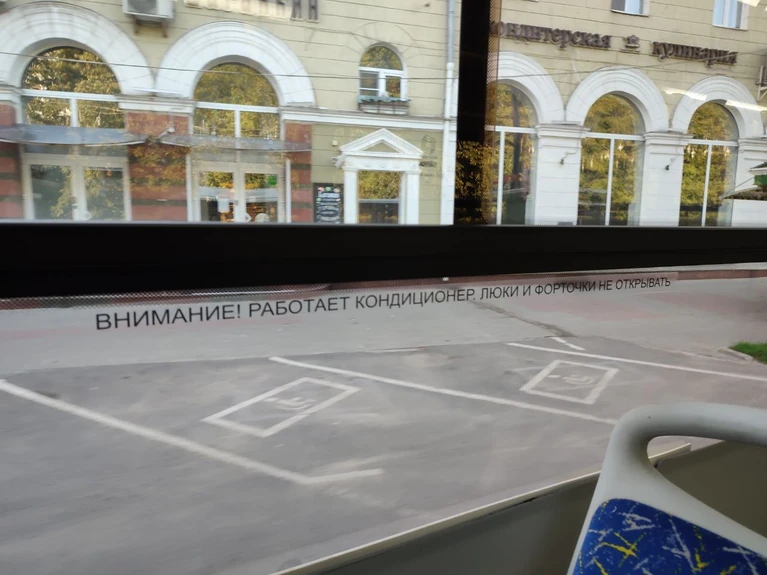 кондитерская кулинария
ВНИМАНИЕ! РАБОТАЕТ КОНДИЦИОНЕР. ЛЮКИ И ФОРТОЧКИ НЕ ОТКРЫВАТЬ